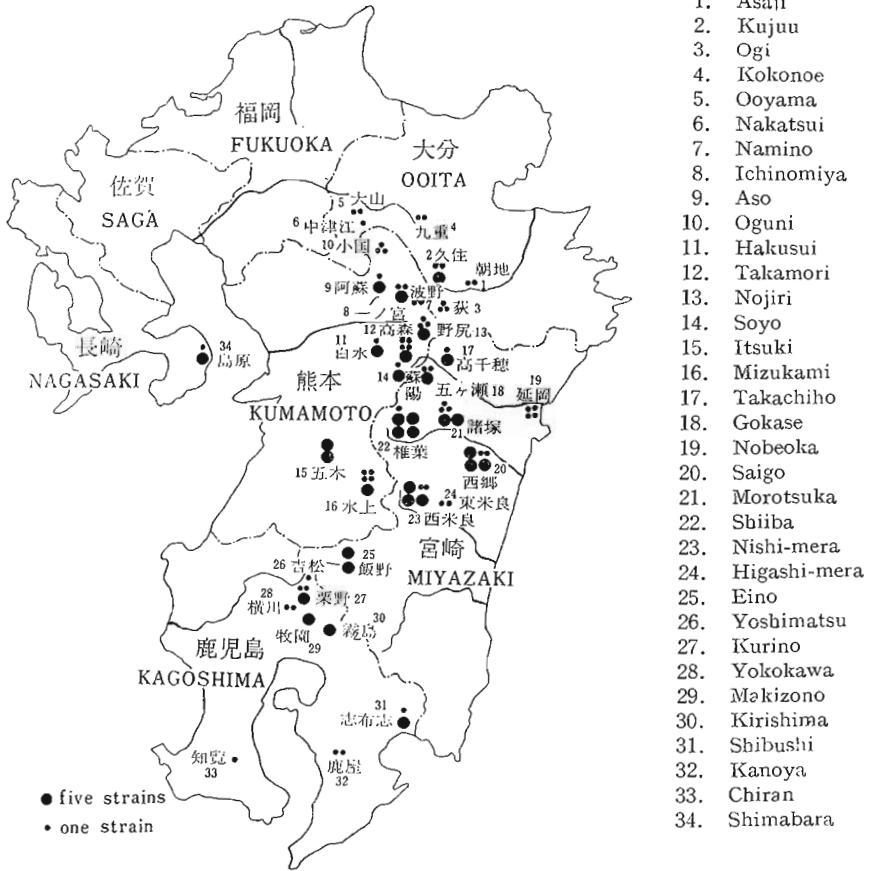 福岡
FUKUOKA
大分
OOITA
佐賀
SAGA
5 大山
6 中津江
九重 4
10 小国
2 久住
朝地
1
9 阿蘇
波野
7
荻 3
8 一ノ宮
12 高森
野尻 13
34
長崎
島原
NAGASAKI
11
白水
17
高千穂
熊本
KUMAMOTO
14 蘇陽
五ヶ瀬 18
19
延岡
21 諸塚
22
椎葉
15 五木
20
西郷
16 水上
24
東米良
23 西米良
宮崎
MIYAZAKI
26 吉松
25
飯野
28
横川
栗野 27
30
霧島
牧園
29
鹿児島
KAGOSHIMA
31
志布志
知覧
33
鹿屋
32
● five strains
• one strain
1. Asaji
2. Kujuu
3. Ogi
4. Kokonoe
5. Ooyama
6. Nakatsui
7. Namino
8. Ichinomiya
9. Aso
10. Oguni
11. Hakusui
12. Takamori
13. Nojiri
14. Soyo
15. Itsuki
16. Mizukami
17. Takachiho
18. Gokase
19. Nobeoka
20. Saigo
21. Morotsuka
22. Shiiba
23. Nishi-mera
24. Higashi-mera
25. Eino
26. Yoshimatsu
27. Kurino
28. Yokokawa
29. Makizono
30. Kirishima
31. Shibushi
32. Kanoya
33. Chiran
34. Shimabara